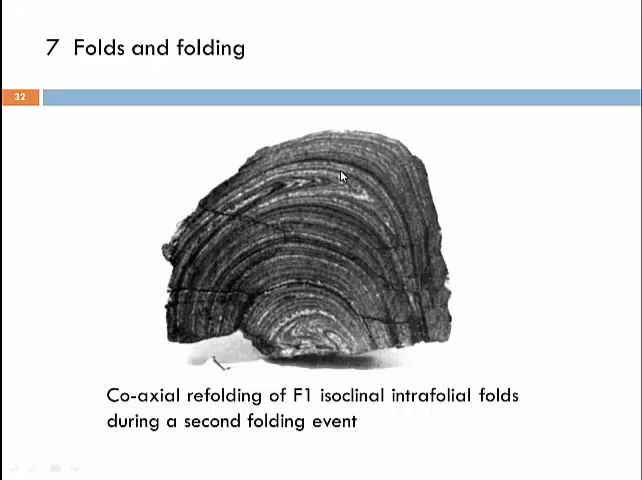 7 Folds and folding
32
Co-axial refolding of F1 isoclinal intrafolial folds
during a second folding event